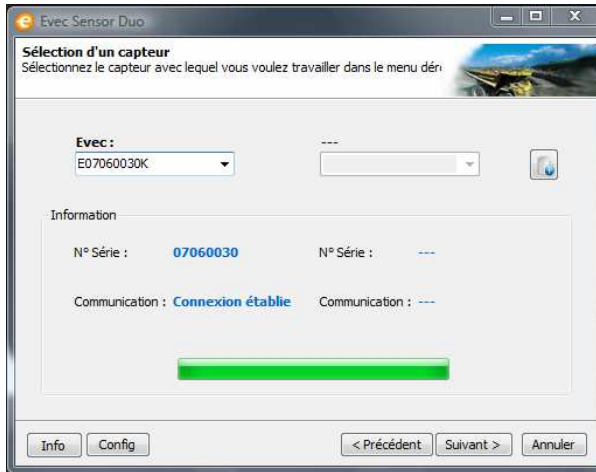 Evec Sensor Duo
Sélection d'un capteur
Sélectionnez le capteur avec lequel vous voulez travailler dans le menu dér
Evec :
---
E07060030K
Information
N° Série : 07060030 N° Série : ---
Communication : Connexion établie Communication : ---
Info Config < Précédent Suivant > Annuler